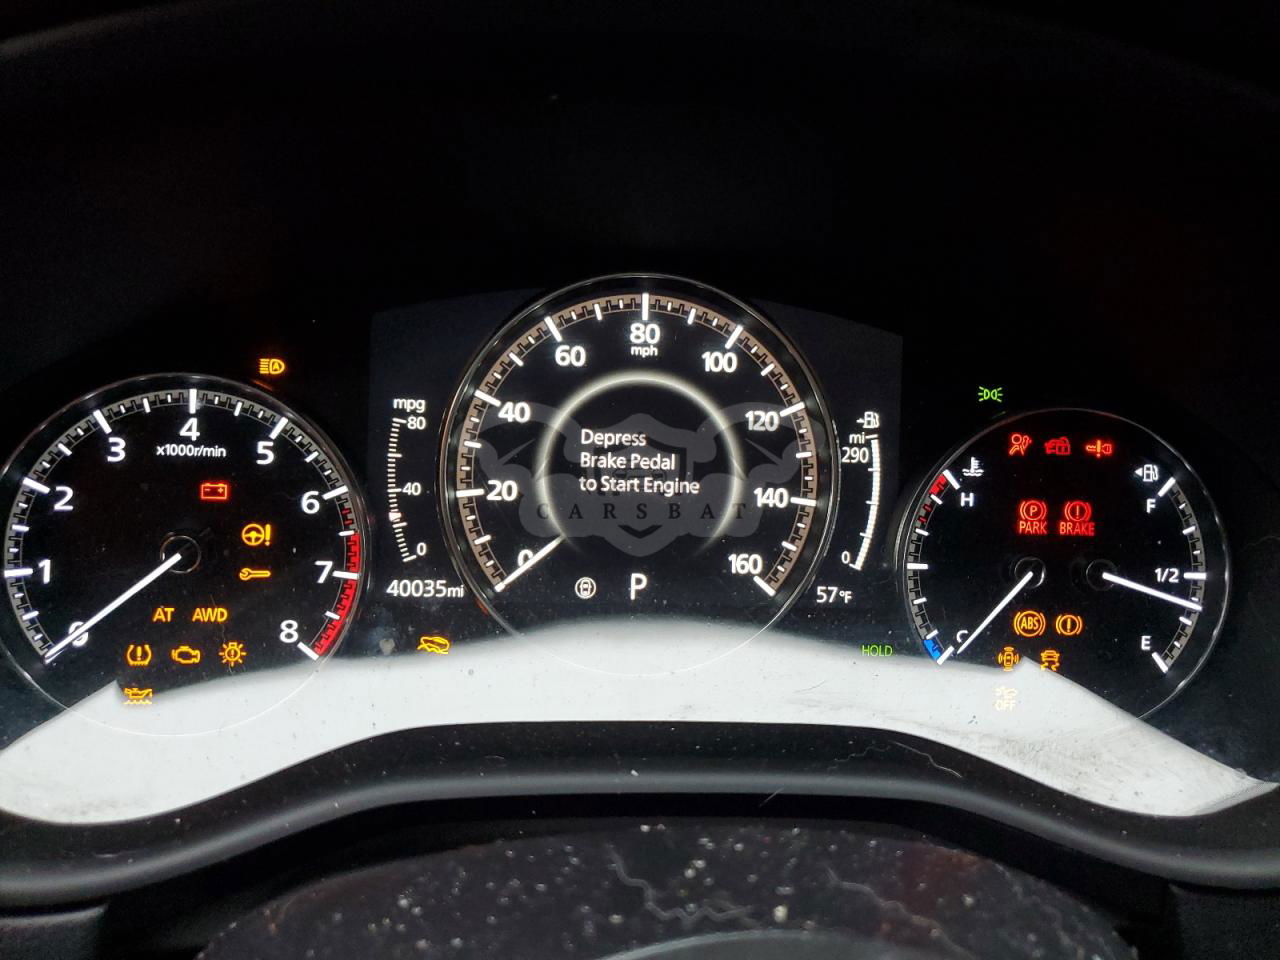 80
mph
60
100
4
x1000r/min
3
5
mpg
80
40
120
mi
290
Depress
Brake Pedal
to Start Engine
H
F
2
6
40
20
140
CARSBAT
PARK
BRAKE
1
7
0
0
160
0
1/2
40035mi
P
57°F
AT
AWD
0
8
ABS
C
E
HOLD
OFF